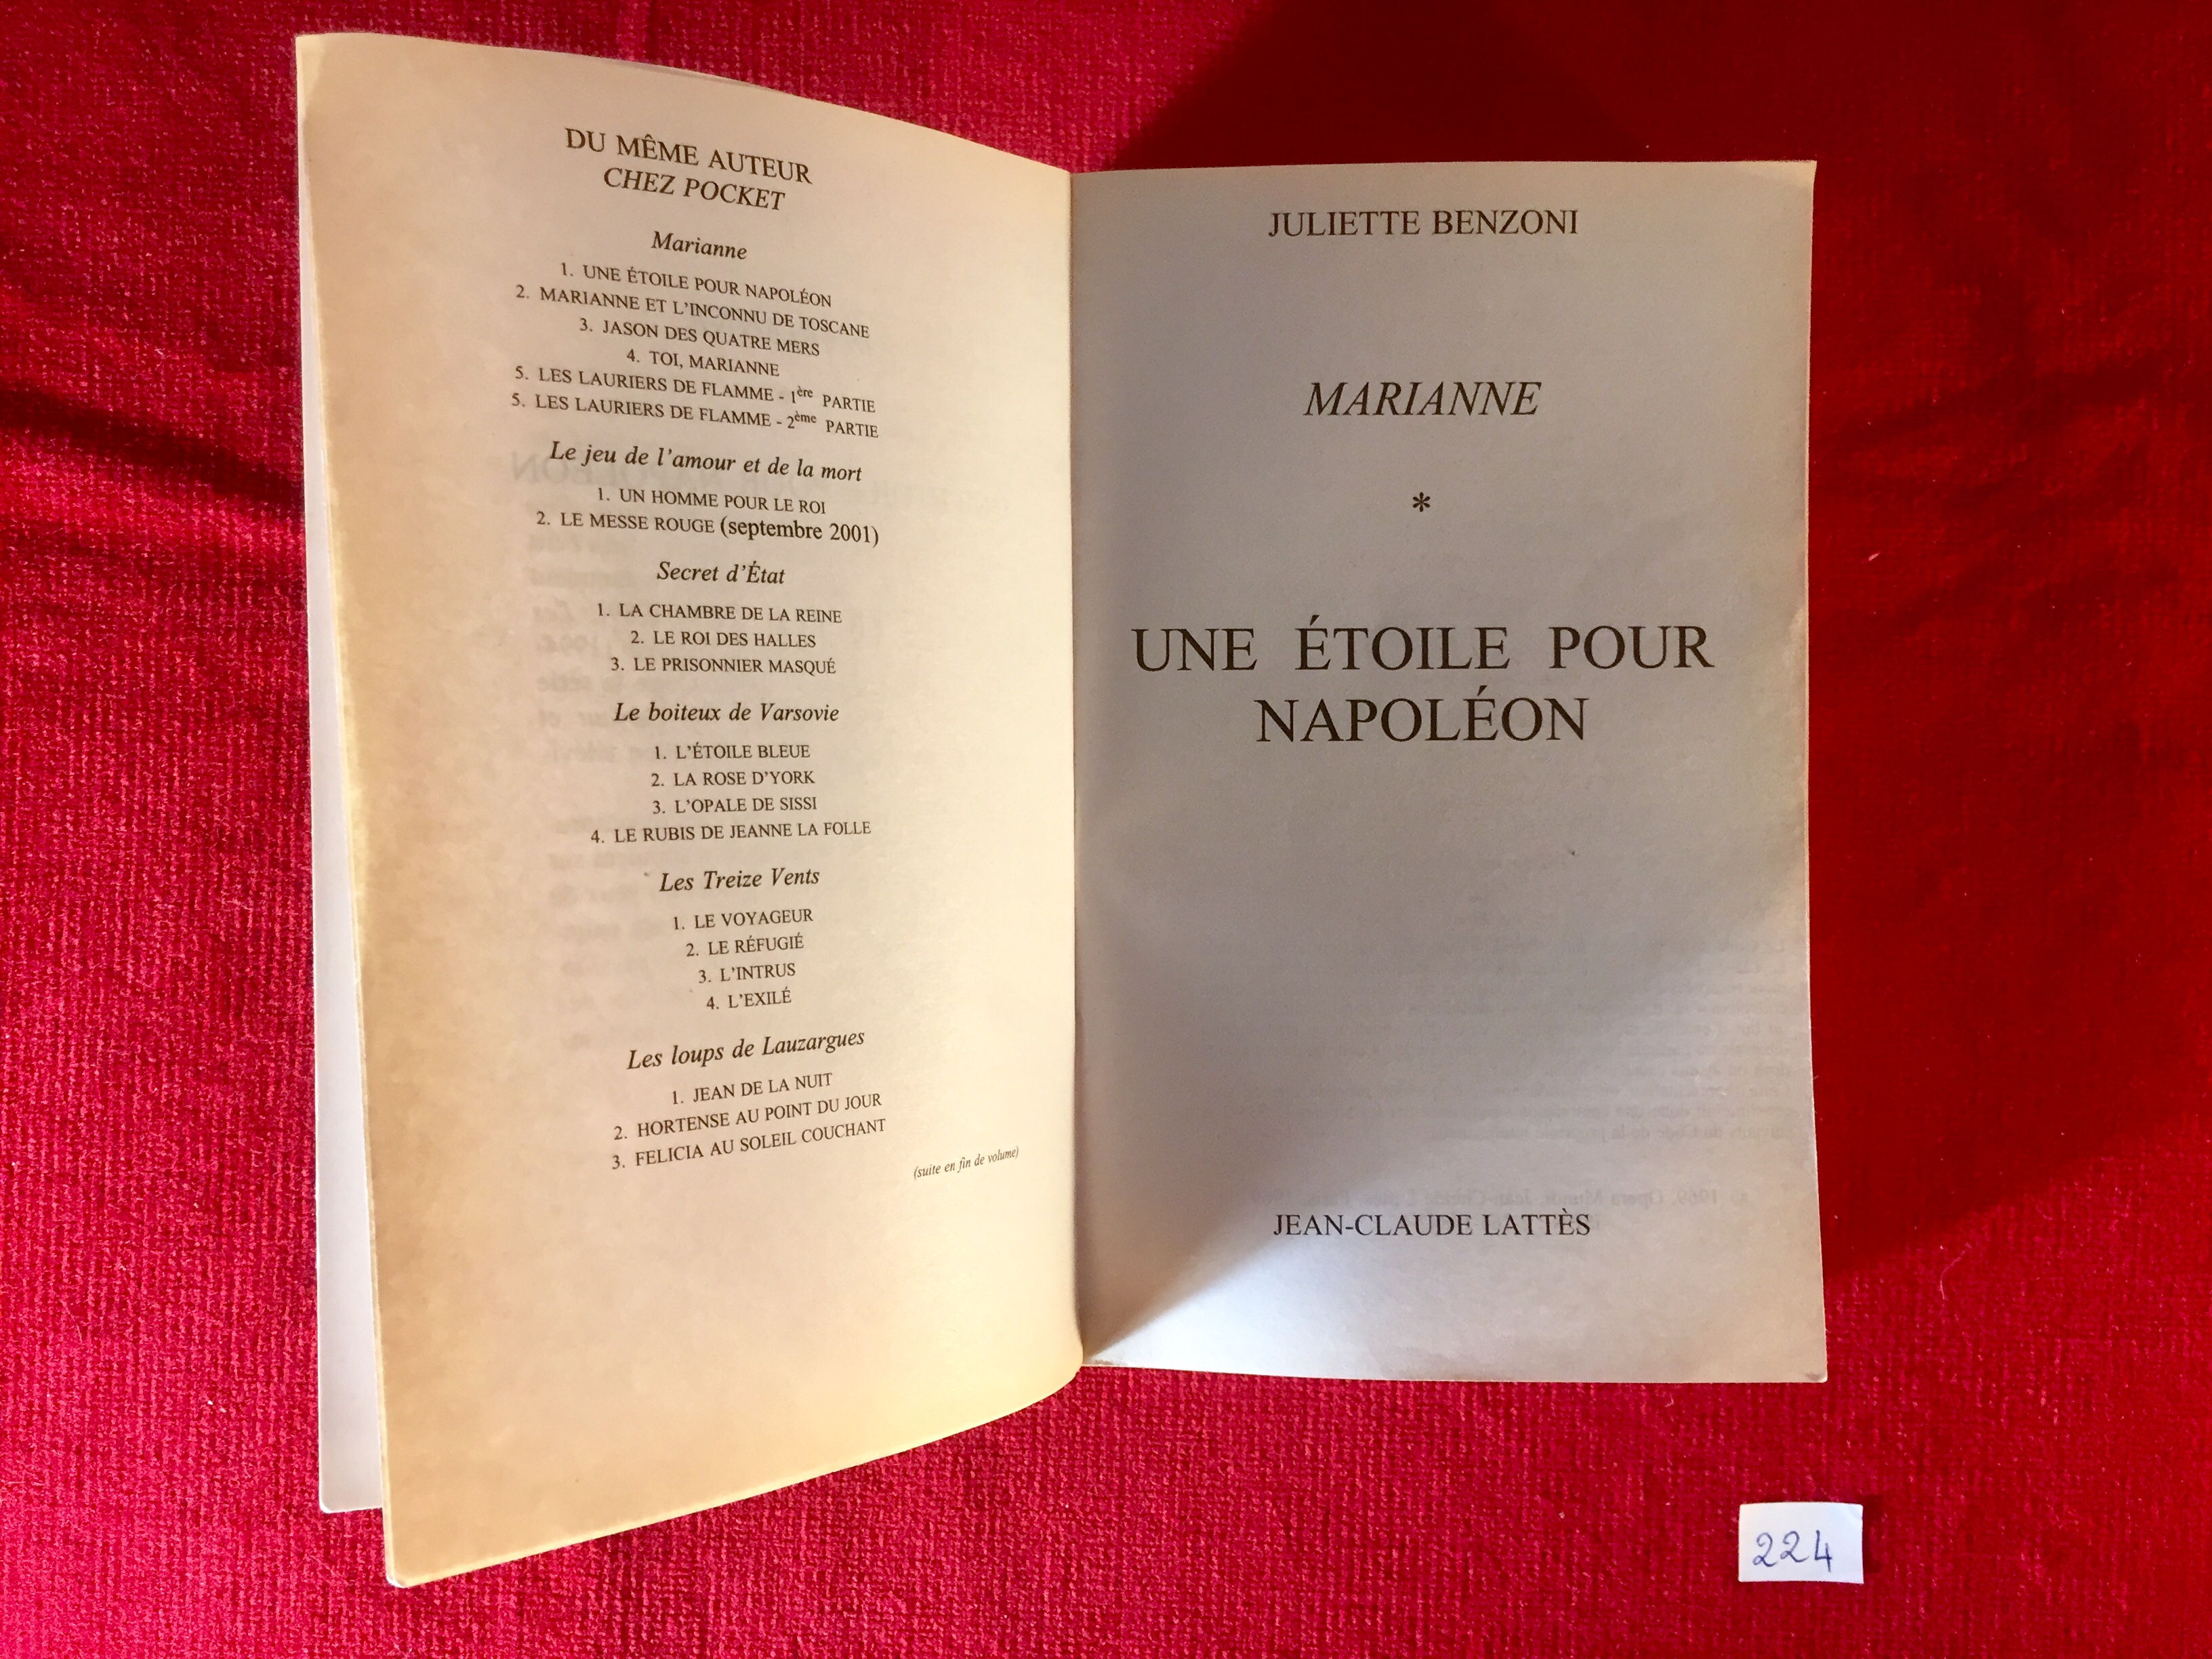 DU MÊME AUTEUR
CHEZ POCKET
Marianne
1. UNE ÉTOILE POUR NAPOLÉON
2. MARIANNE ET L'INCONNU DE TOSCANE
3. JASON DES QUATRE MERS
4. TOI, MARIANNE
5. LES LAURIERS DE FLAMME - 1ère PARTIE
5. LES LAURIERS DE FLAMME - 2ème PARTIE
Le jeu de l'amour et de la mort
1. UN HOMME POUR LE ROI
2. LE MESSE ROUGE (septembre 2001)
Secret d'État
1. LA CHAMBRE DE LA REINE
2. LE ROI DES HALLES
3. LE PRISONNIER MASQUÉ
Le boiteux de Varsovie
1. L'ÉTOILE BLEUE
2. LA ROSE D'YORK
3. L'OPALE DE SISSI
4. LE RUBIS DE JEANNE LA FOLLE
Les Treize Vents
1. LE VOYAGEUR
2. LE RÉFUGIÉ
3. L'INTRUS
4. L'EXILÉ
Les loups de Lauzargues
1. JEAN DE LA NUIT
2. HORTENSE AU POINT DU JOUR
3. FELICIA AU SOLEIL COUCHANT
(suite en fin de volume)
JULIETTE BENZONI
MARIANNE
*
UNE ÉTOILE POUR
NAPOLÉON
JEAN-CLAUDE LATTÈS
224